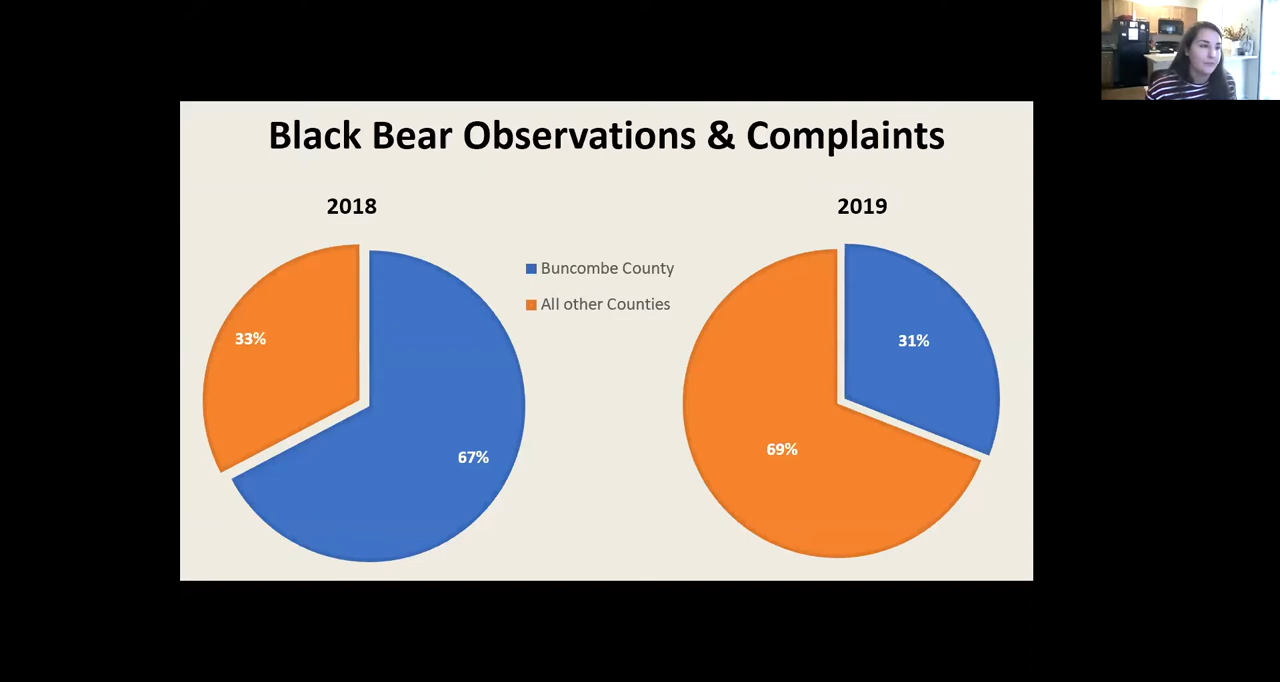 Black Bear Observations & Complaints
2018
2019
Buncombe County
All other Counties
33%
67%
31%
69%